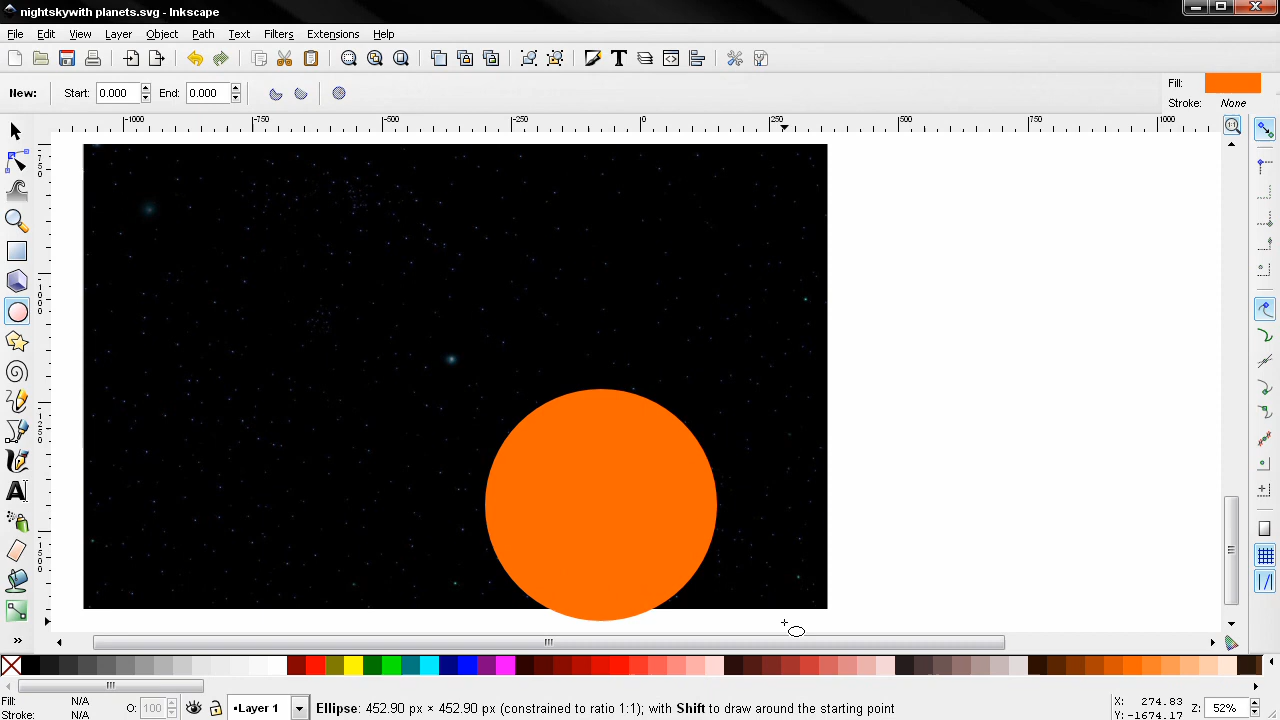 nightskywith planets.svg - Inkscape
File Edit View Layer Object Path Text Filters Extensions Help
New: Start: 0.000 End: 0.000
Fill:
Stroke: None
-1000 -750 -500 -250 0 250 500 750 1000
Fill: N/A
Stroke: N/A
O: 100
•Layer 1
Ellipse: 452.90 px × 452.90 px (constrained to ratio 1:1); with Shift to draw around the starting point
X: 274.83
Y: -1674.17
Z: 52%